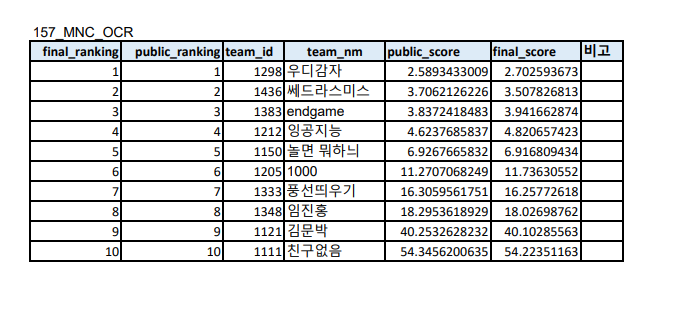 157_MNC_OCR
final_ranking public_ranking team_id team_nm public_score final_score 비고
1 1 1298 우디감자 2.5893433009 2.702593673
2 2 1436 쎄드라스미스 3.7062126226 3.507826813
3 3 1383 endgame 3.8372418483 3.941662874
4 4 1212 잉공지능 4.6237685837 4.820657423
5 5 1150 놀면 뭐하늬 6.9267665832 6.916809434
6 6 1205 1000 11.2707068249 11.73630552
7 7 1333 풍선띄우기 16.3059561751 16.25772618
8 8 1348 임진홍 18.2953618929 18.02698762
9 9 1121 김문박 40.2532628232 40.10285563
10 10 1111 친구없음 54.3456200635 54.22351163